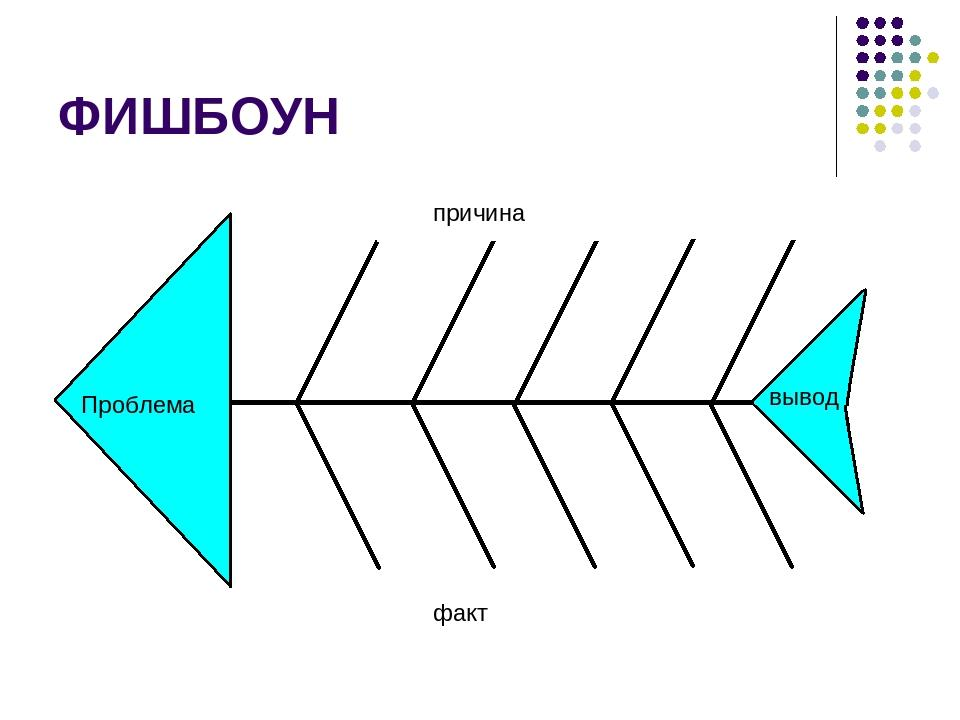 ФИШБОУН
причина
Проблема
вывод
факт